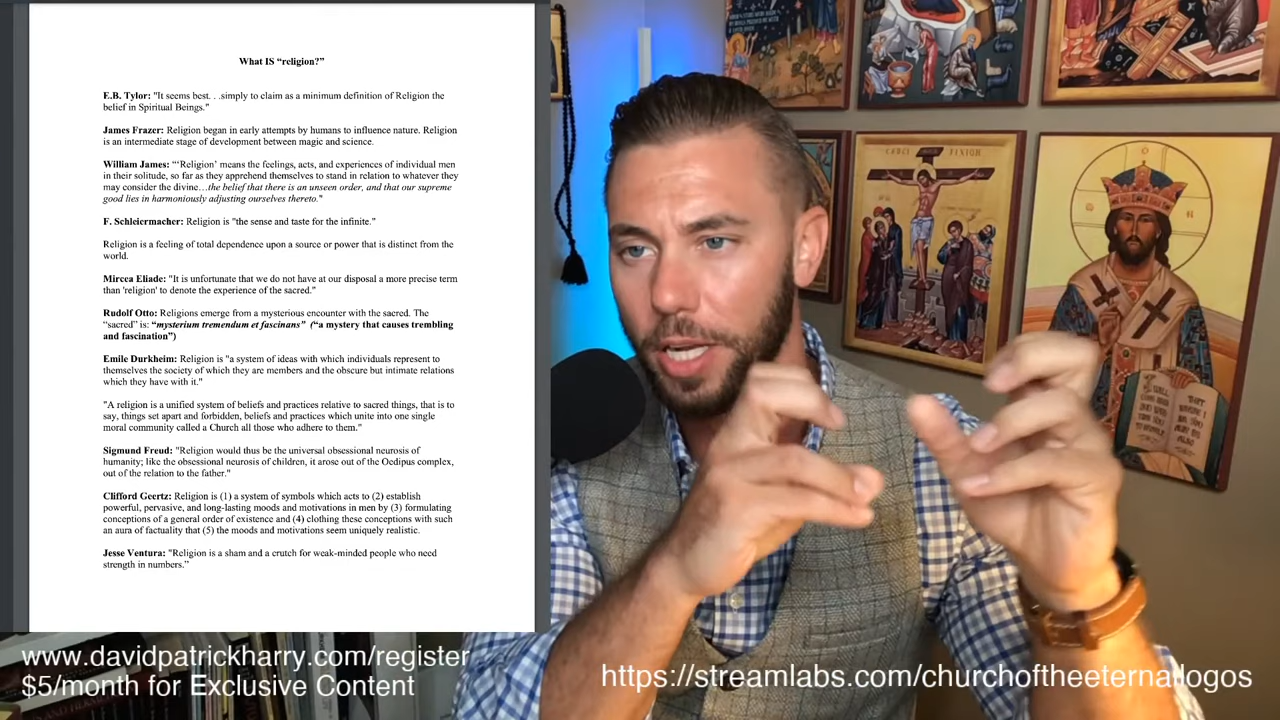 What IS “religion?”
E.B. Tylor: "It seems best. . .simply to claim as a minimum definition of Religion the
belief in Spiritual Beings."
James Frazer: Religion began in early attempts by humans to influence nature. Religion
is an intermediate stage of development between magic and science.
William James: “‘Religion’ means the feelings, acts, and experiences of individual men
in their solitude, so far as they apprehend themselves to stand in relation to whatever they
may consider the divine…the belief that there is an unseen order, and that our supreme
good lies in harmoniously adjusting ourselves thereto."
F. Schleiermacher: Religion is "the sense and taste for the infinite."
Religion is a feeling of total dependence upon a source or power that is distinct from the
world.
Mircea Eliade: "It is unfortunate that we do not have at our disposal a more precise term
than 'religion' to denote the experience of the sacred."
Rudolf Otto: Religions emerge from a mysterious encounter with the sacred. The
“sacred” is: “mysterium tremendum et fascinans” (“a mystery that causes trembling
and fascination”)
Emile Durkheim: Religion is "a system of ideas with which individuals represent to
themselves the society of which they are members and the obscure but intimate relations
which they have with it."
"A religion is a unified system of beliefs and practices relative to sacred things, that is to
say, things set apart and forbidden, beliefs and practices which unite into one single
moral community called a Church all those who adhere to them."
Sigmund Freud: "Religion would thus be the universal obsessional neurosis of
humanity; like the obsessional neurosis of children, it arose out of the Oedipus complex,
out of the relation to the father."
Clifford Geertz: Religion is (1) a system of symbols which acts to (2) establish
powerful, pervasive, and long-lasting moods and motivations in men by (3) formulating
conceptions of a general order of existence and (4) clothing these conceptions with such
an aura of factuality that (5) the moods and motivations seem uniquely realistic.
Jesse Ventura: "Religion is a sham and a crutch for weak-minded people who need
strength in numbers.”
www.davidpatrickharry.com/register
$5/month for Exclusive Content
https://streamlabs.com/churchoftheeternallogos